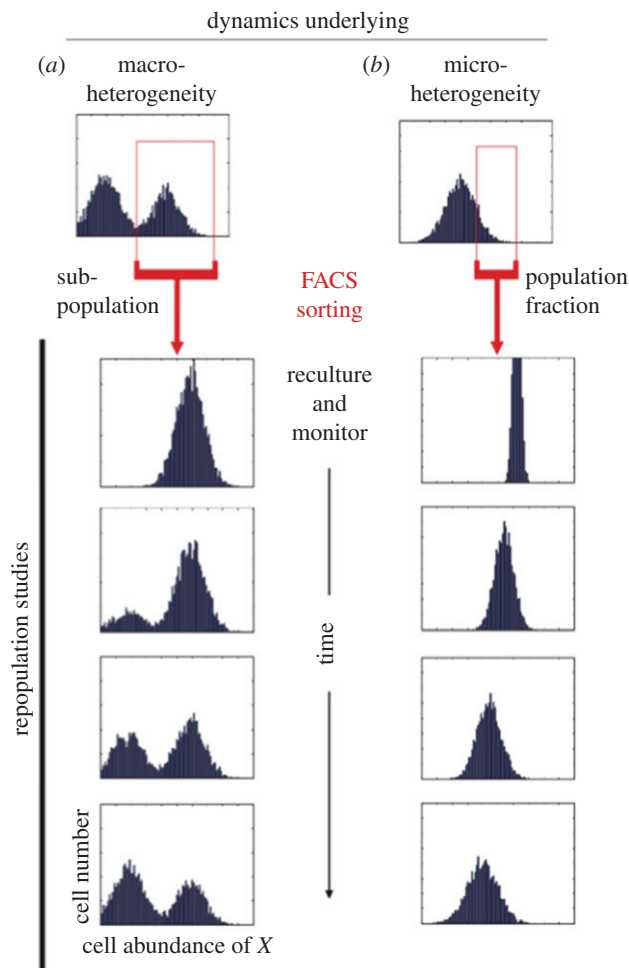 dynamics underlying
(a)
macro-
heterogeneity
(b)
micro-
heterogeneity
sub-
population
FACS
sorting
population
fraction
reculture
and
monitor
repopulation studies
time
cell number
cell abundance of X